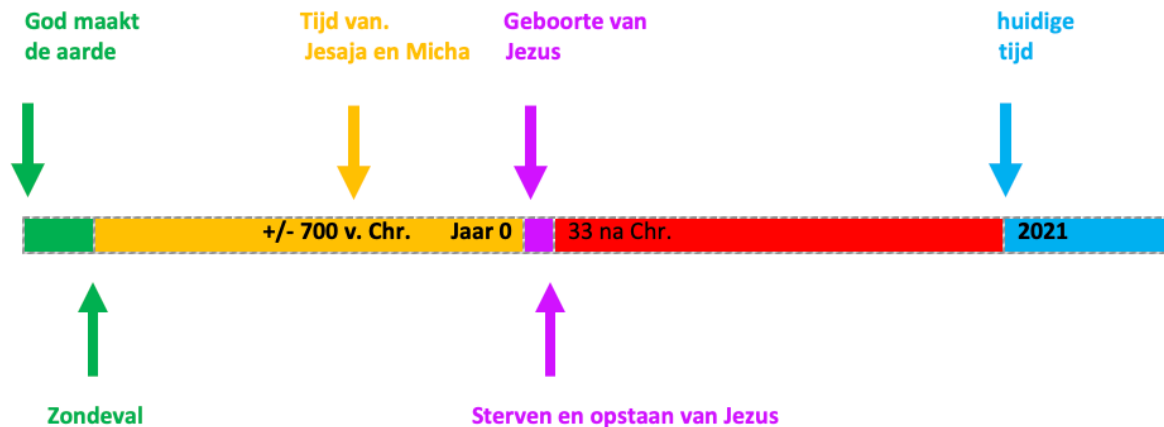 God maakt
de aarde
Tijd van.
Jesaja en Micha
Geboorte van
Jezus
huidige
tijd
+/- 700 v. Chr.
Jaar 0
33 na Chr.
2021
Zondeval
Sterven en opstaan van Jezus